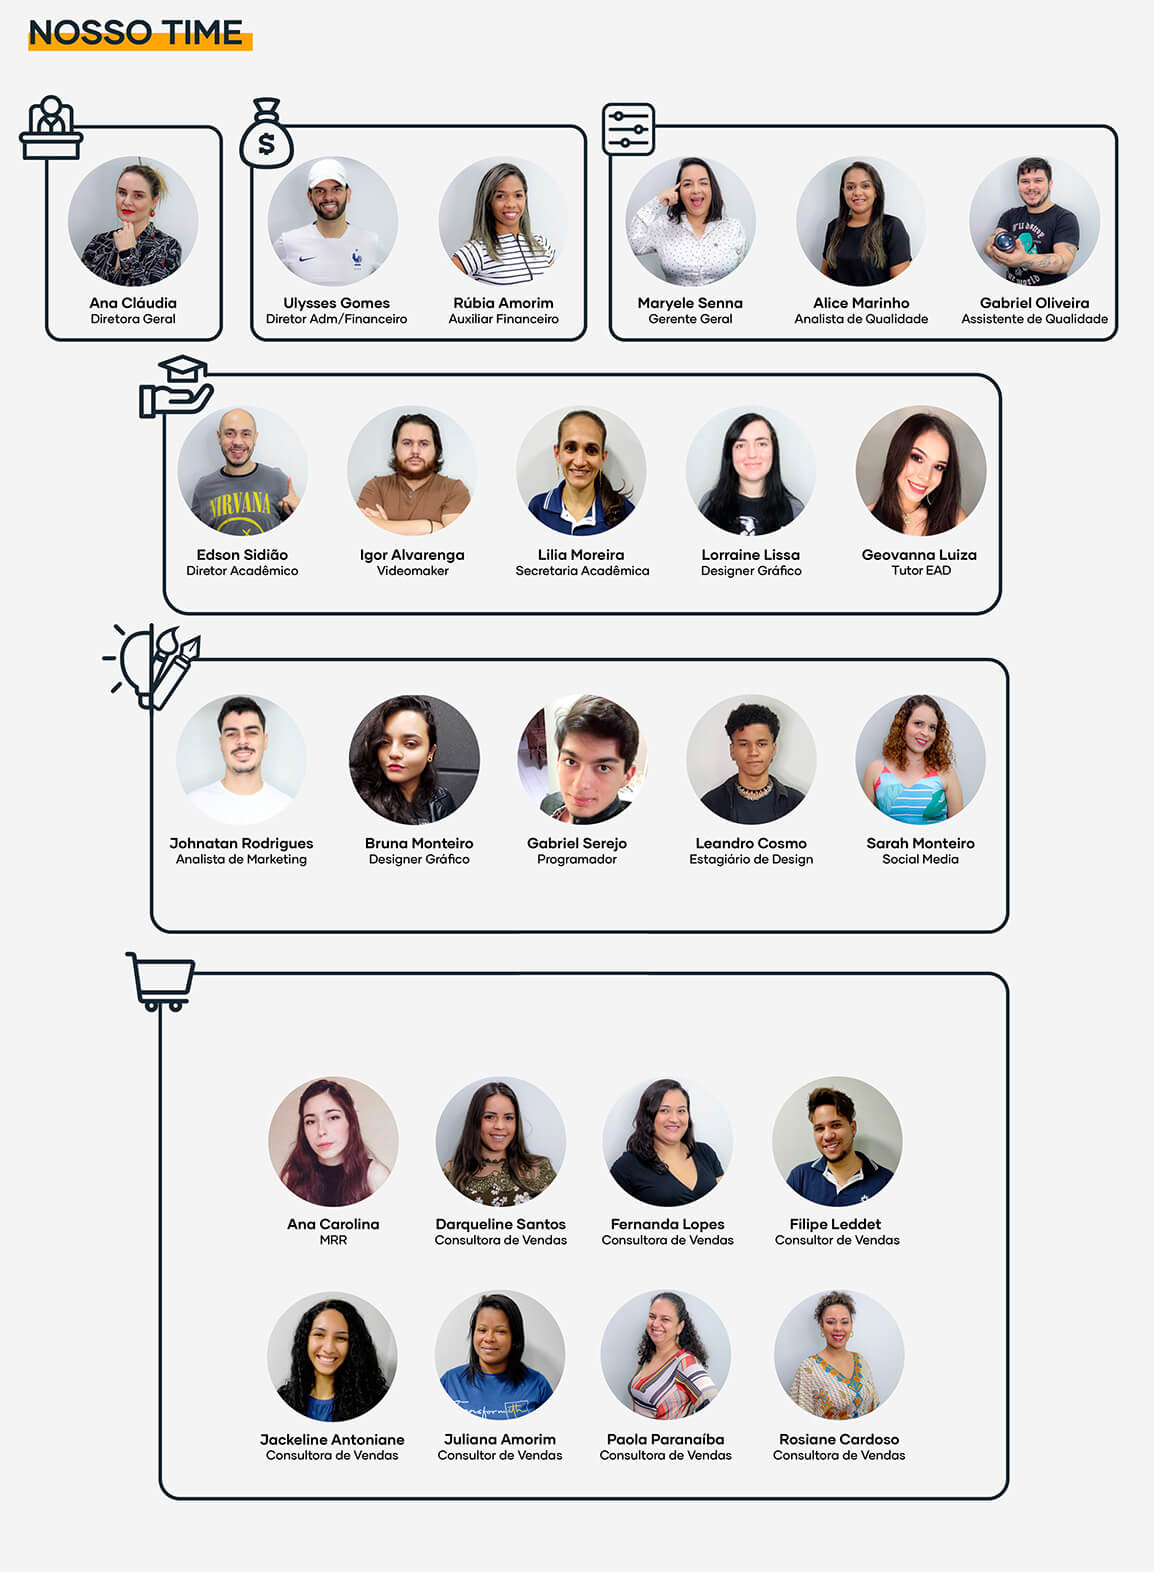 NOSSO TIME
$
Ana Cláudia
Diretora Geral
Ulysses Gomes
Diretor Adm/Financeiro
Rúbia Amorim
Auxiliar Financeiro
Maryele Senna
Gerente Geral
Alice Marinho
Analista de Qualidade
Gabriel Oliveira
Assistente de Qualidade
NIRVANA
Edson Sidião
Diretor Acadêmico
Igor Alvarenga
Videomaker
Lilia Moreira
Secretaria Acadêmica
Lorraine Lissa
Designer Gráfico
Geovanna Luiza
Tutor EAD
Johnatan Rodrigues
Analista de Marketing
Bruna Monteiro
Designer Gráfico
Gabriel Serejo
Programador
Leandro Cosmo
Estagiário de Design
Sarah Monteiro
Social Media
Ana Carolina
MRR
Darqueline Santos
Consultora de Vendas
Fernanda Lopes
Consultora de Vendas
Filipe Leddet
Consultor de Vendas
Jackeline Antoniane
Consultora de Vendas
Juliana Amorim
Consultor de Vendas
Paola Paranaíba
Consultora de Vendas
Rosiane Cardoso
Consultora de Vendas